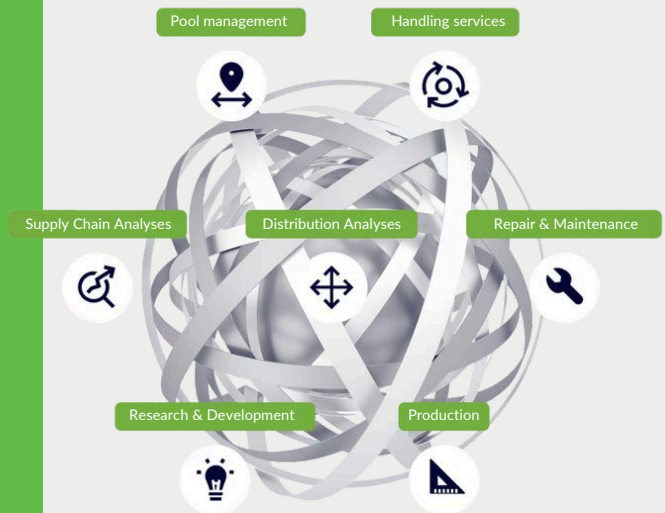 Pool management
Handling services
Supply Chain Analyses
Distribution Analyses
Repair & Maintenance
Research & Development
Production